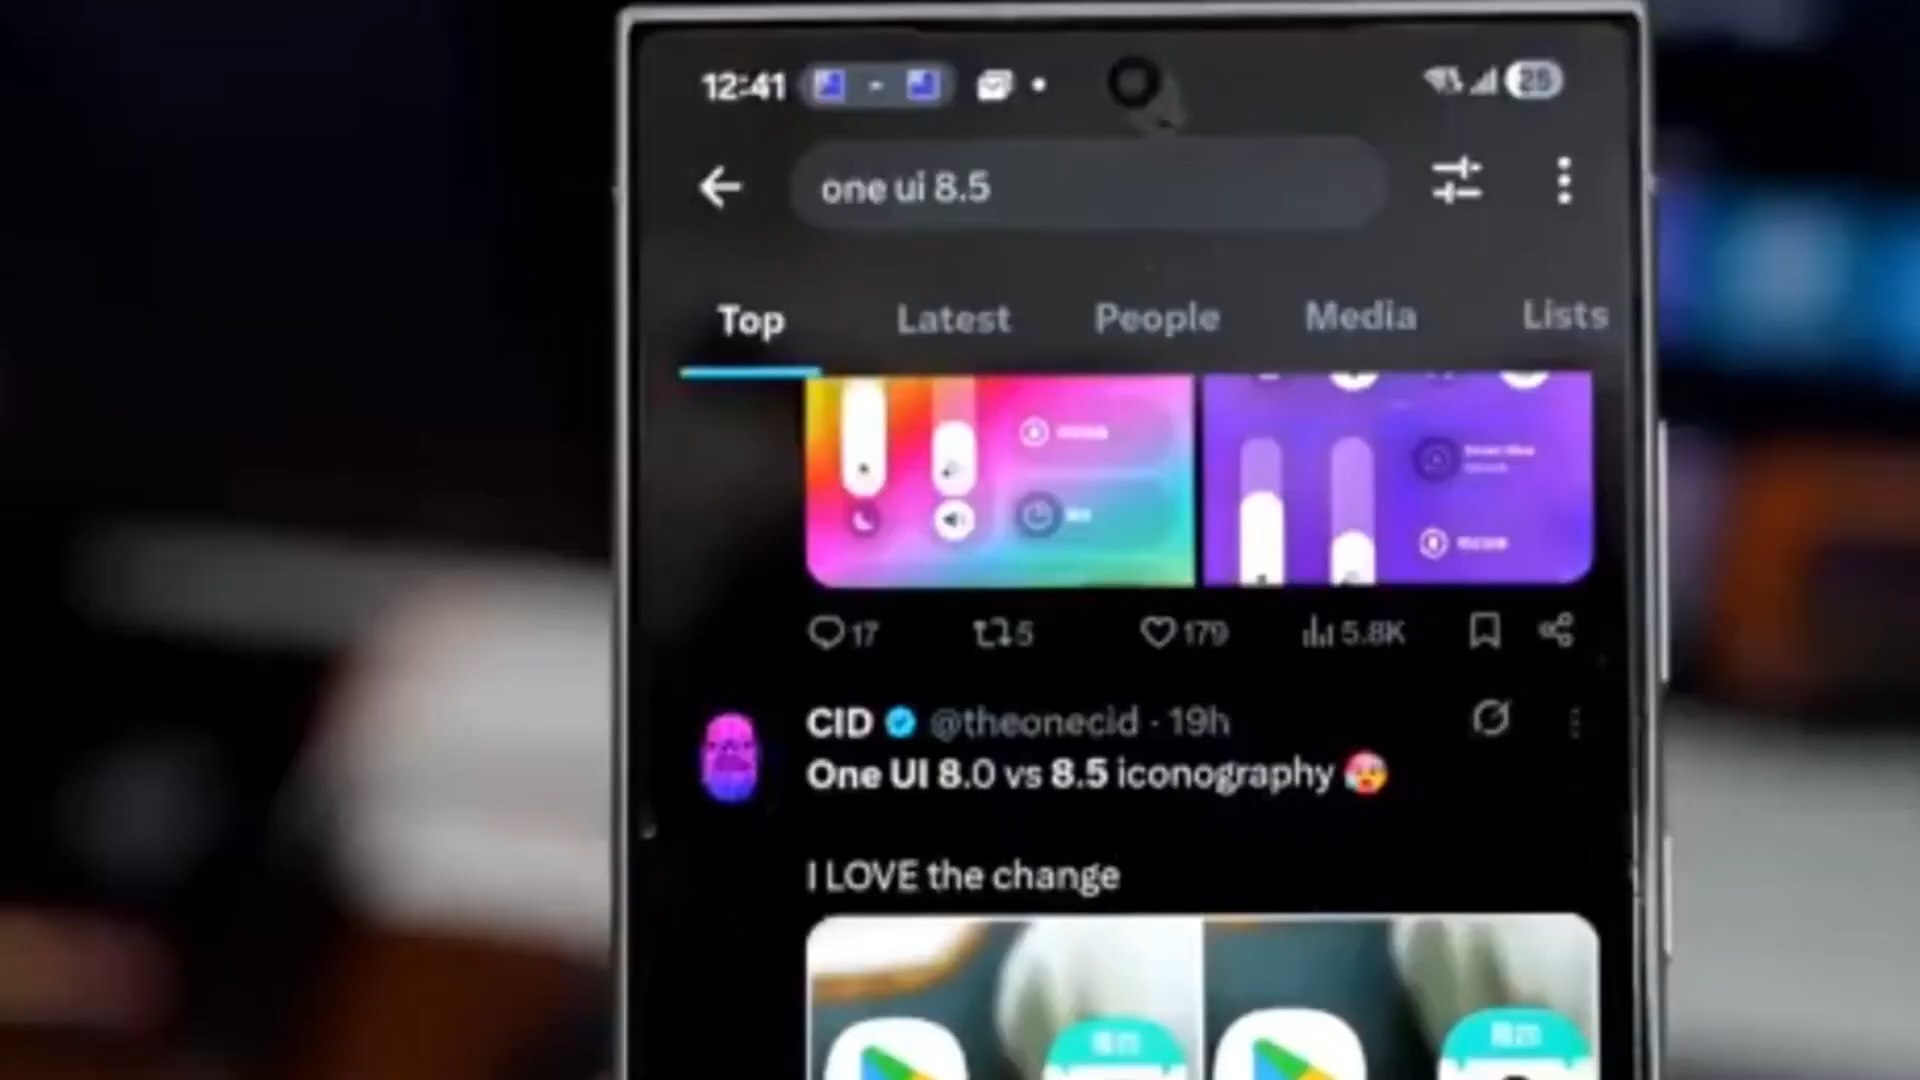 12:41
25
one ui 8.5
Top Latest People Media Lists
17 5 179 5.8K
CID @theonecid · 19h
One UI 8.0 vs 8.5 iconography 🥵
I LOVE the change